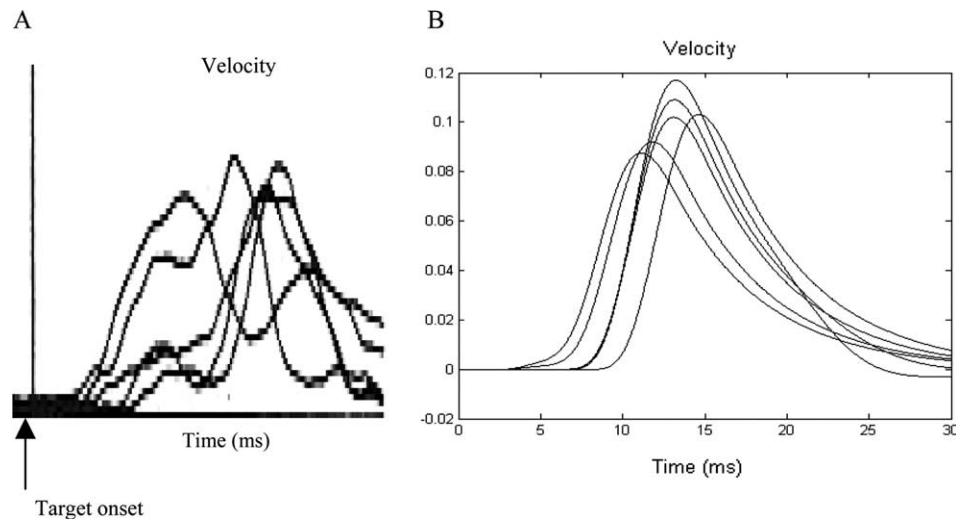 A
Velocity
Time (ms)
Target onset
B
Velocity
0.12
0.1
0.08
0.06
0.04
0.02
0
-0.02
0 5 10 15 20 25 30
Time (ms)